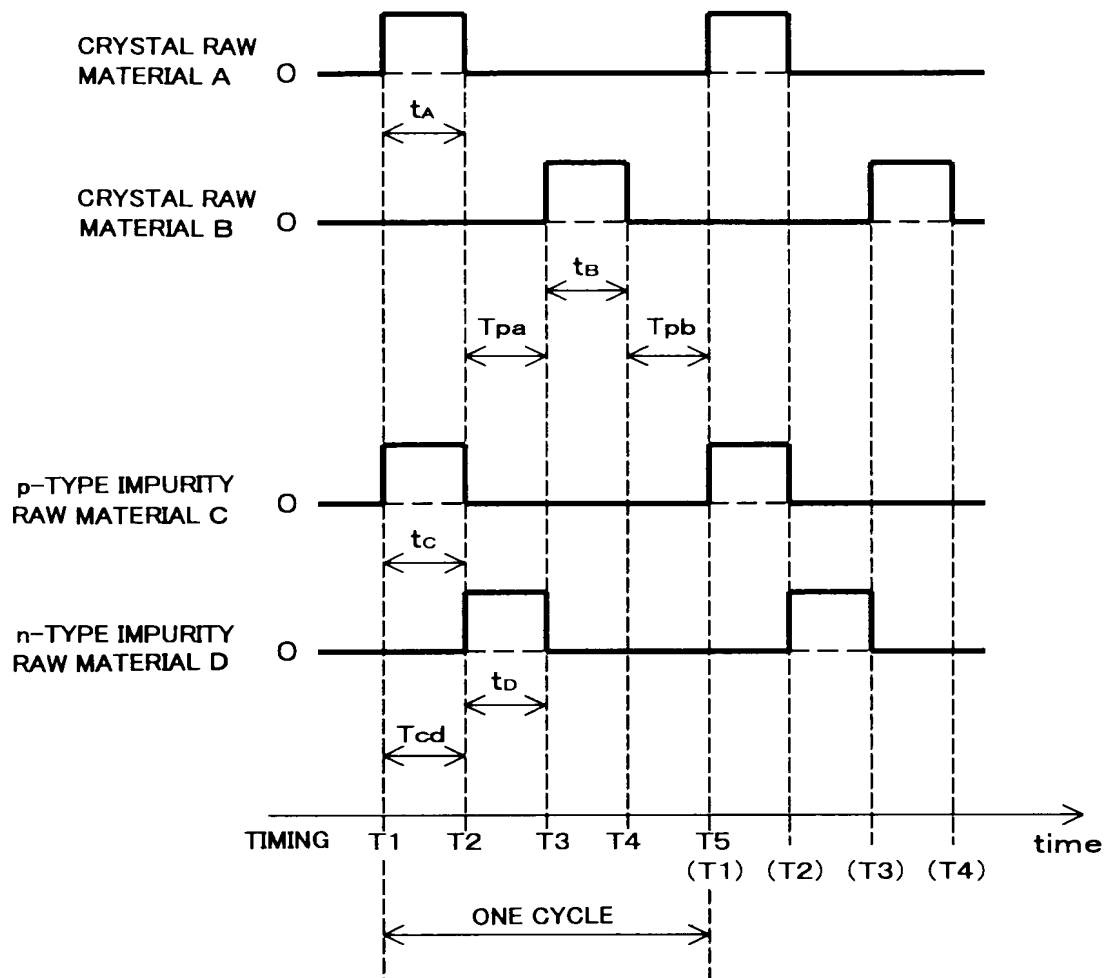 CRYSTAL RAW
MATERIAL A
O
tA
CRYSTAL RAW
MATERIAL B
O
tB
Tpa
Tpb
p-TYPE IMPURITY
RAW MATERIAL C
O
tC
n-TYPE IMPURITY
RAW MATERIAL D
O
tD
Tcd
TIMING T1 T2 T3 T4 T5 time
(T1) (T2) (T3) (T4)
ONE CYCLE